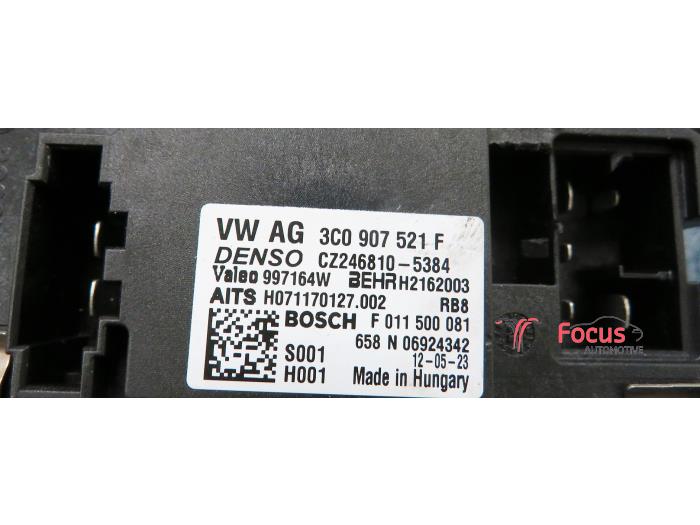 VW AG 3C0 907 521 F
DENSO CZ246810-5384
Valeo 997164W BEHR H2162003
AITS H071170127.002 RB8
BOSCH F 011 500 081
658 N 06924342
S001 12-05-23
H001 Made in Hungary
Focus
AUTOMOTIVE